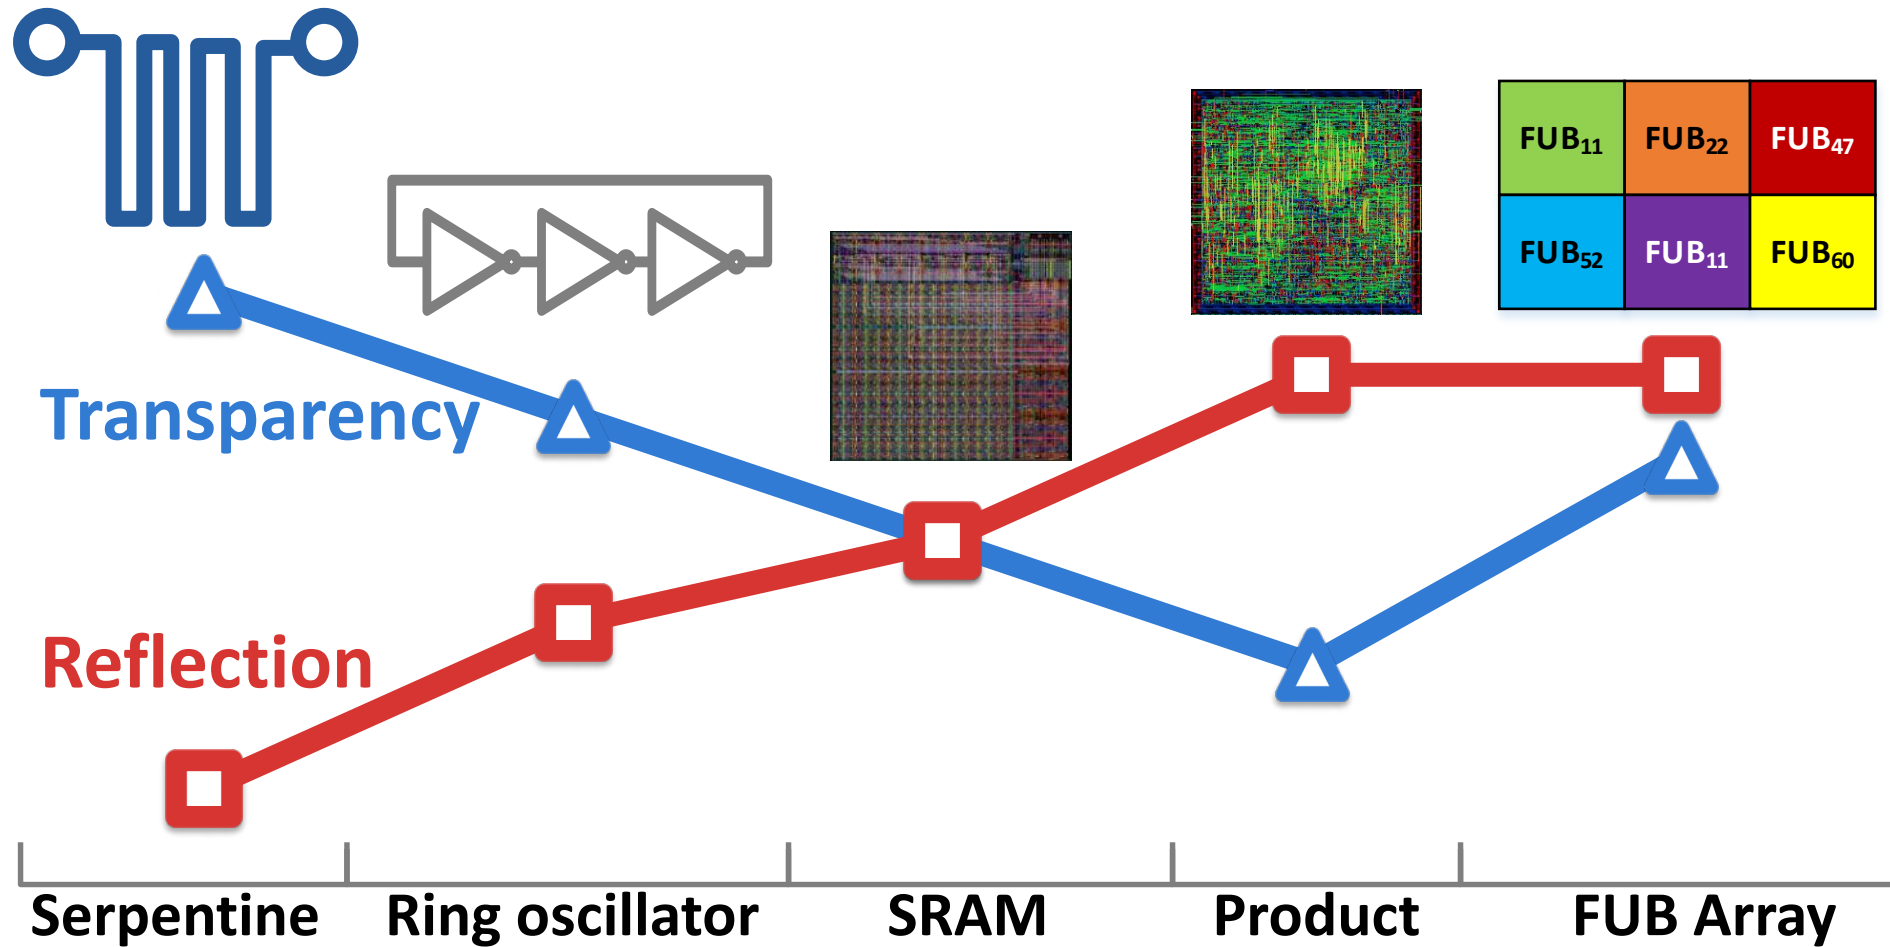 FUB11 FUB22 FUB47
FUB52 FUB11 FUB60
Transparency
Reflection
Serpentine Ring oscillator SRAM Product FUB Array